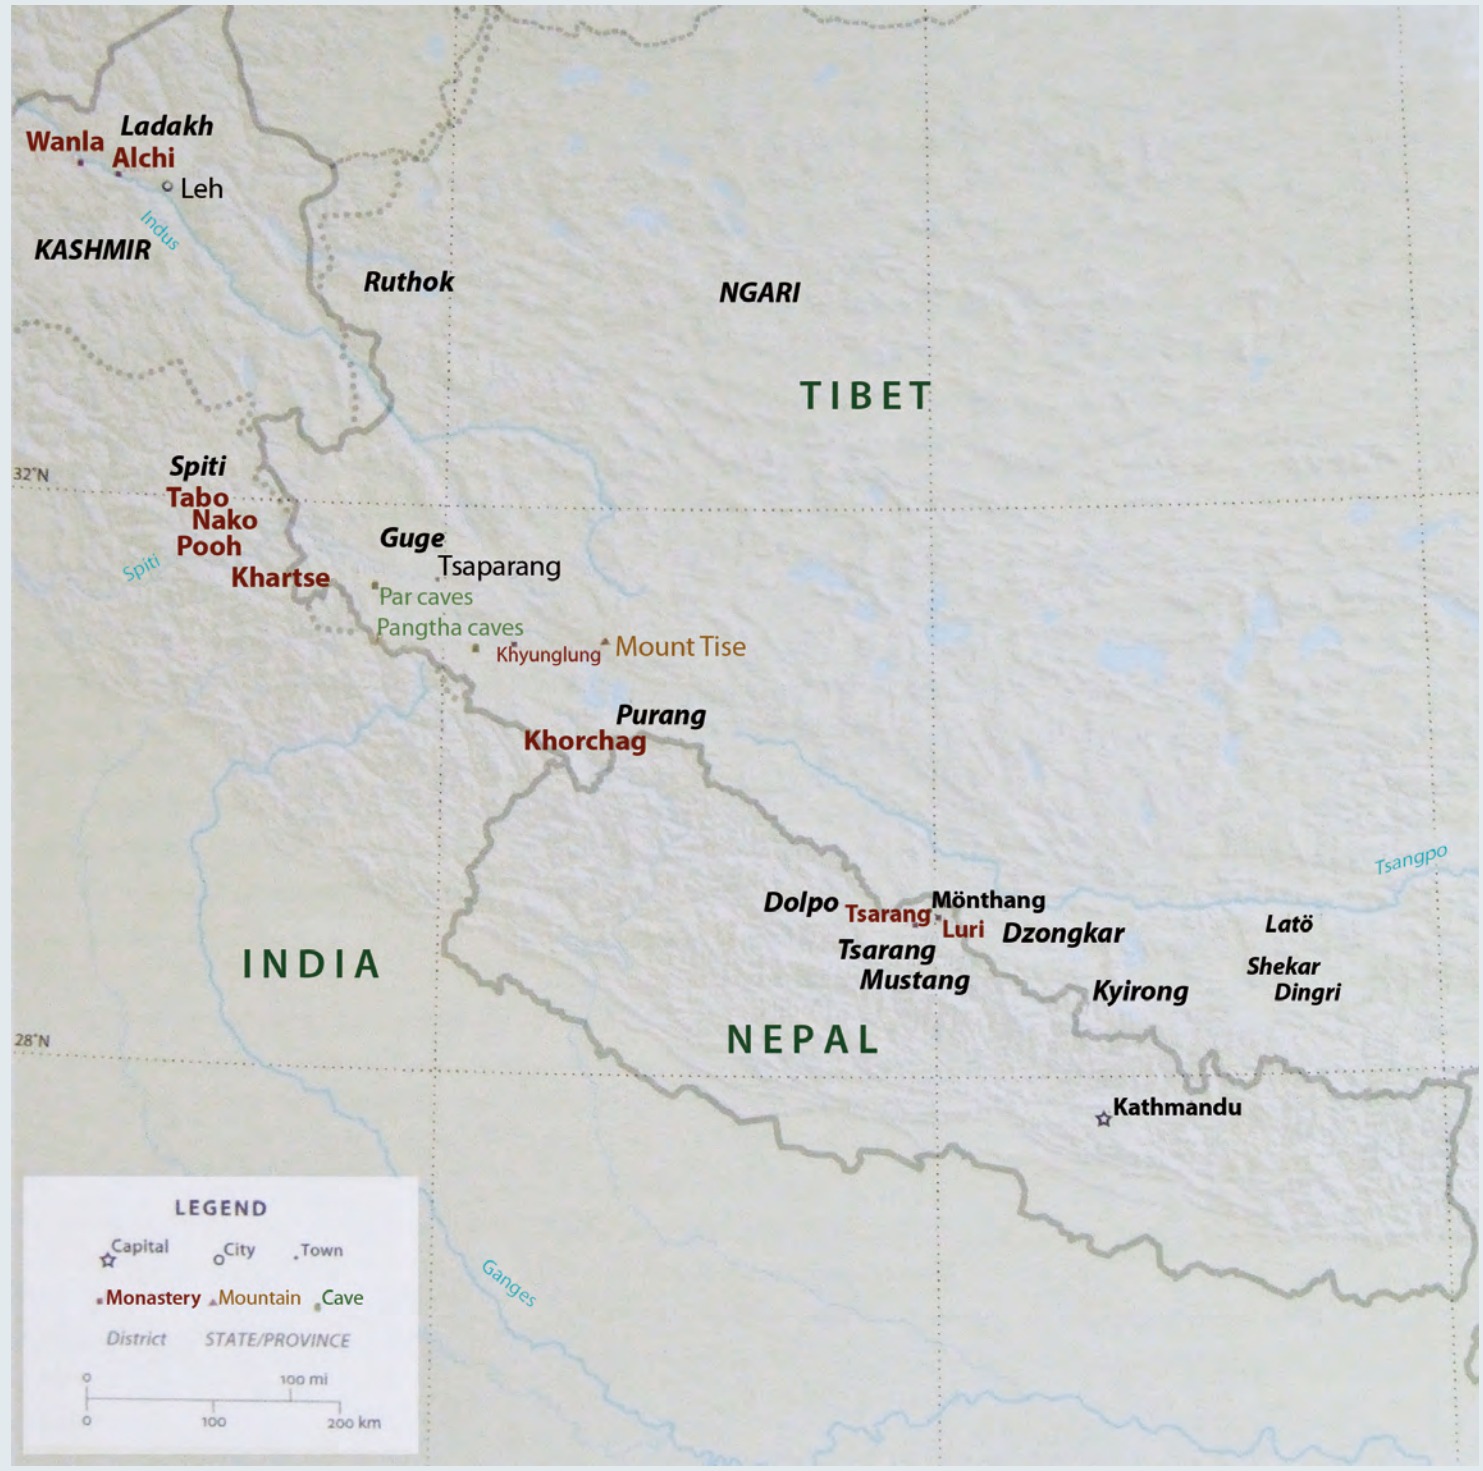 Ladakh
Wanla
Alchi
Leh
Indus
KASHMIR
Ruthok
NGARI
TIBET
Spiti
32°N
Tabo
Nako
Pooh
Spiti
Khartse
Guge
Tsaparang
Par caves
Pangtha caves
Khyunglung
Mount Tise
Purang
Khorchag
Tsangpo
Dolpo
Mönthang
Tsarang
Luri
Dzongkar
Latö
Tsarang
Mustang
Shekar
Dingri
Kyirong
INDIA
NEPAL
28°N
Kathmandu
Ganges
LEGEND
Capital City Town
Monastery Mountain Cave
District STATE/PROVINCE
0 100 mi
0 100 200 km